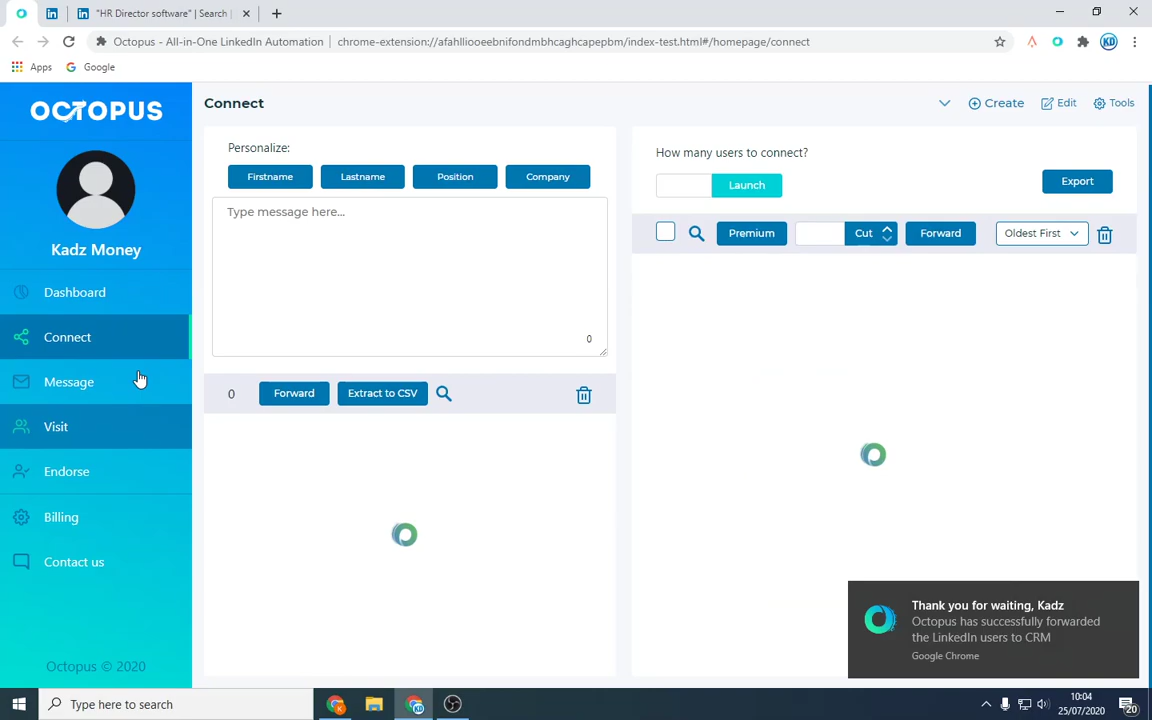 "HR Director software" | Search |
Octopus - All-in-One LinkedIn Automation | chrome-extension://afahlliooeebnifondmbhcaghcapepbm/index-test.html#/homepage/connect
KD
Apps Google
OCTOPUS
Kadz Money
Dashboard
Connect
Message
Visit
Endorse
Billing
Contact us
Octopus © 2020
Connect
Create Edit Tools
Personalize:
Firstname Lastname Position Company
Type message here...
0
0 Forward Extract to CSV
How many users to connect?
Launch Export
Premium Cut Forward Oldest First
Thank you for waiting, Kadz
Octopus has successfully forwarded
the LinkedIn users to CRM
Google Chrome
Type here to search
10:04
25/07/2020
20